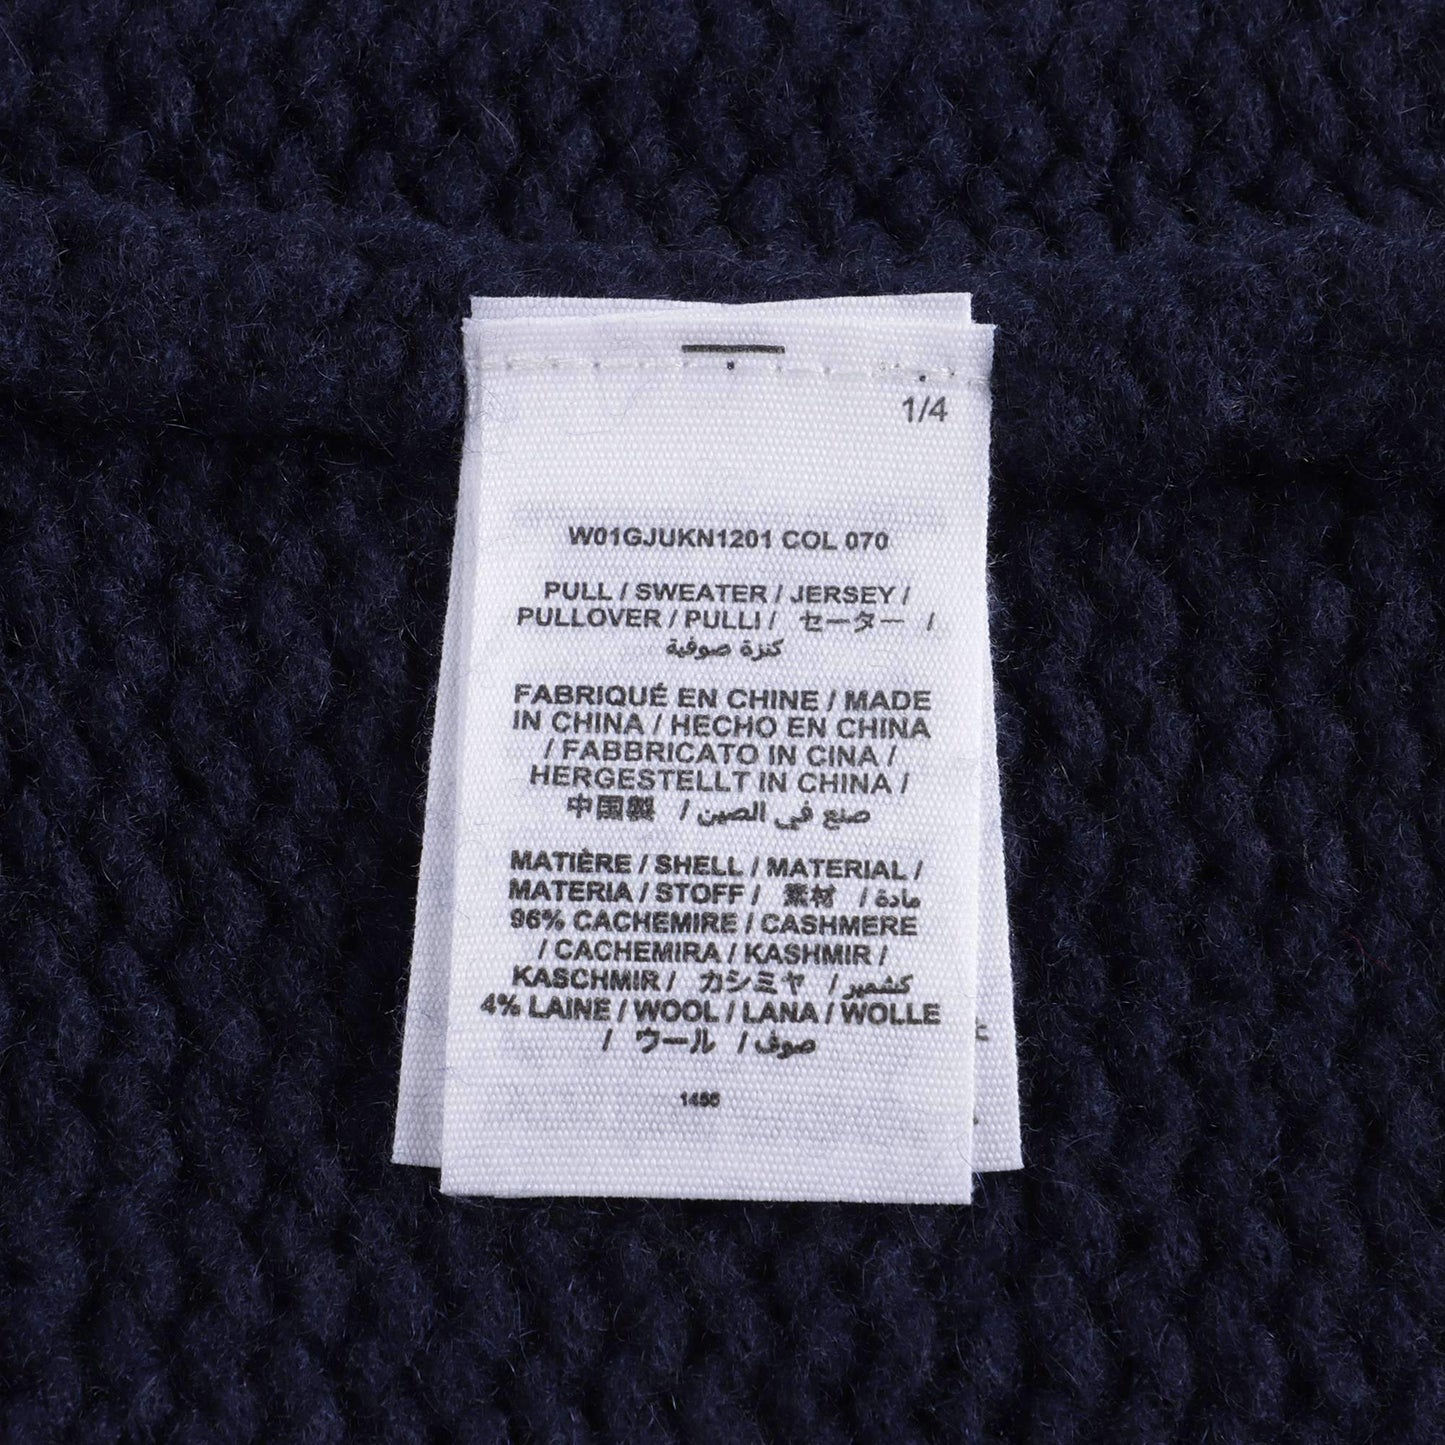 1/4
W01GJUKN1201 COL 070
PULL / SWEATER / JERSEY /
PULLOVER / PULLI / セーター /
كنزة صوفية
FABRIQUÉ EN CHINE / MADE
IN CHINA / HECHO EN CHINA
/ FABBRICATO IN CINA /
HERGESTELLT IN CHINA /
中国製 / صنع في الصين
MATIÈRE / SHELL / MATERIAL /
MATERIA / STOFF / 素材 / مادة
96% CACHEMIRE / CASHMERE
/ CACHEMIRA / KASHMIR /
KASCHMIR / カシミヤ / كشمير
4% LAINE / WOOL / LANA / WOLLE
/ ウール / صوف
1456